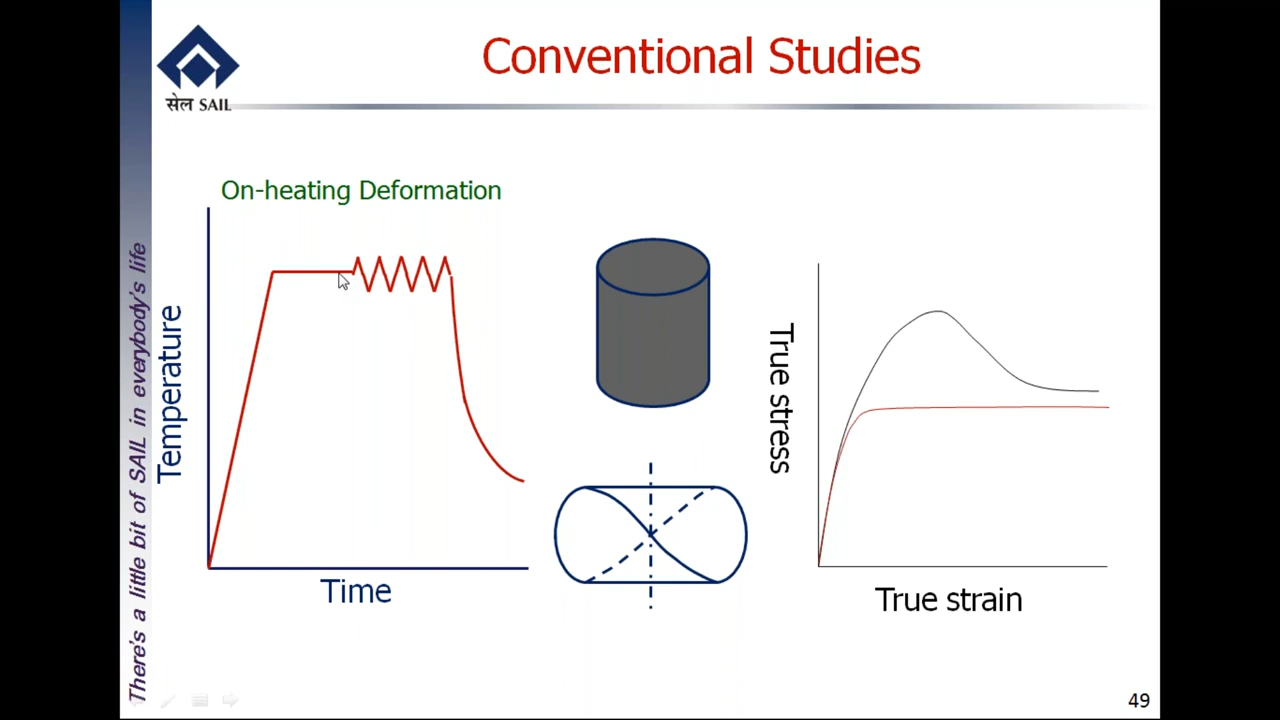 Conventional Studies
सेल SAIL
There's a little bit of SAIL in everybody's life
On-heating Deformation
Temperature
Time
True stress
True strain
49